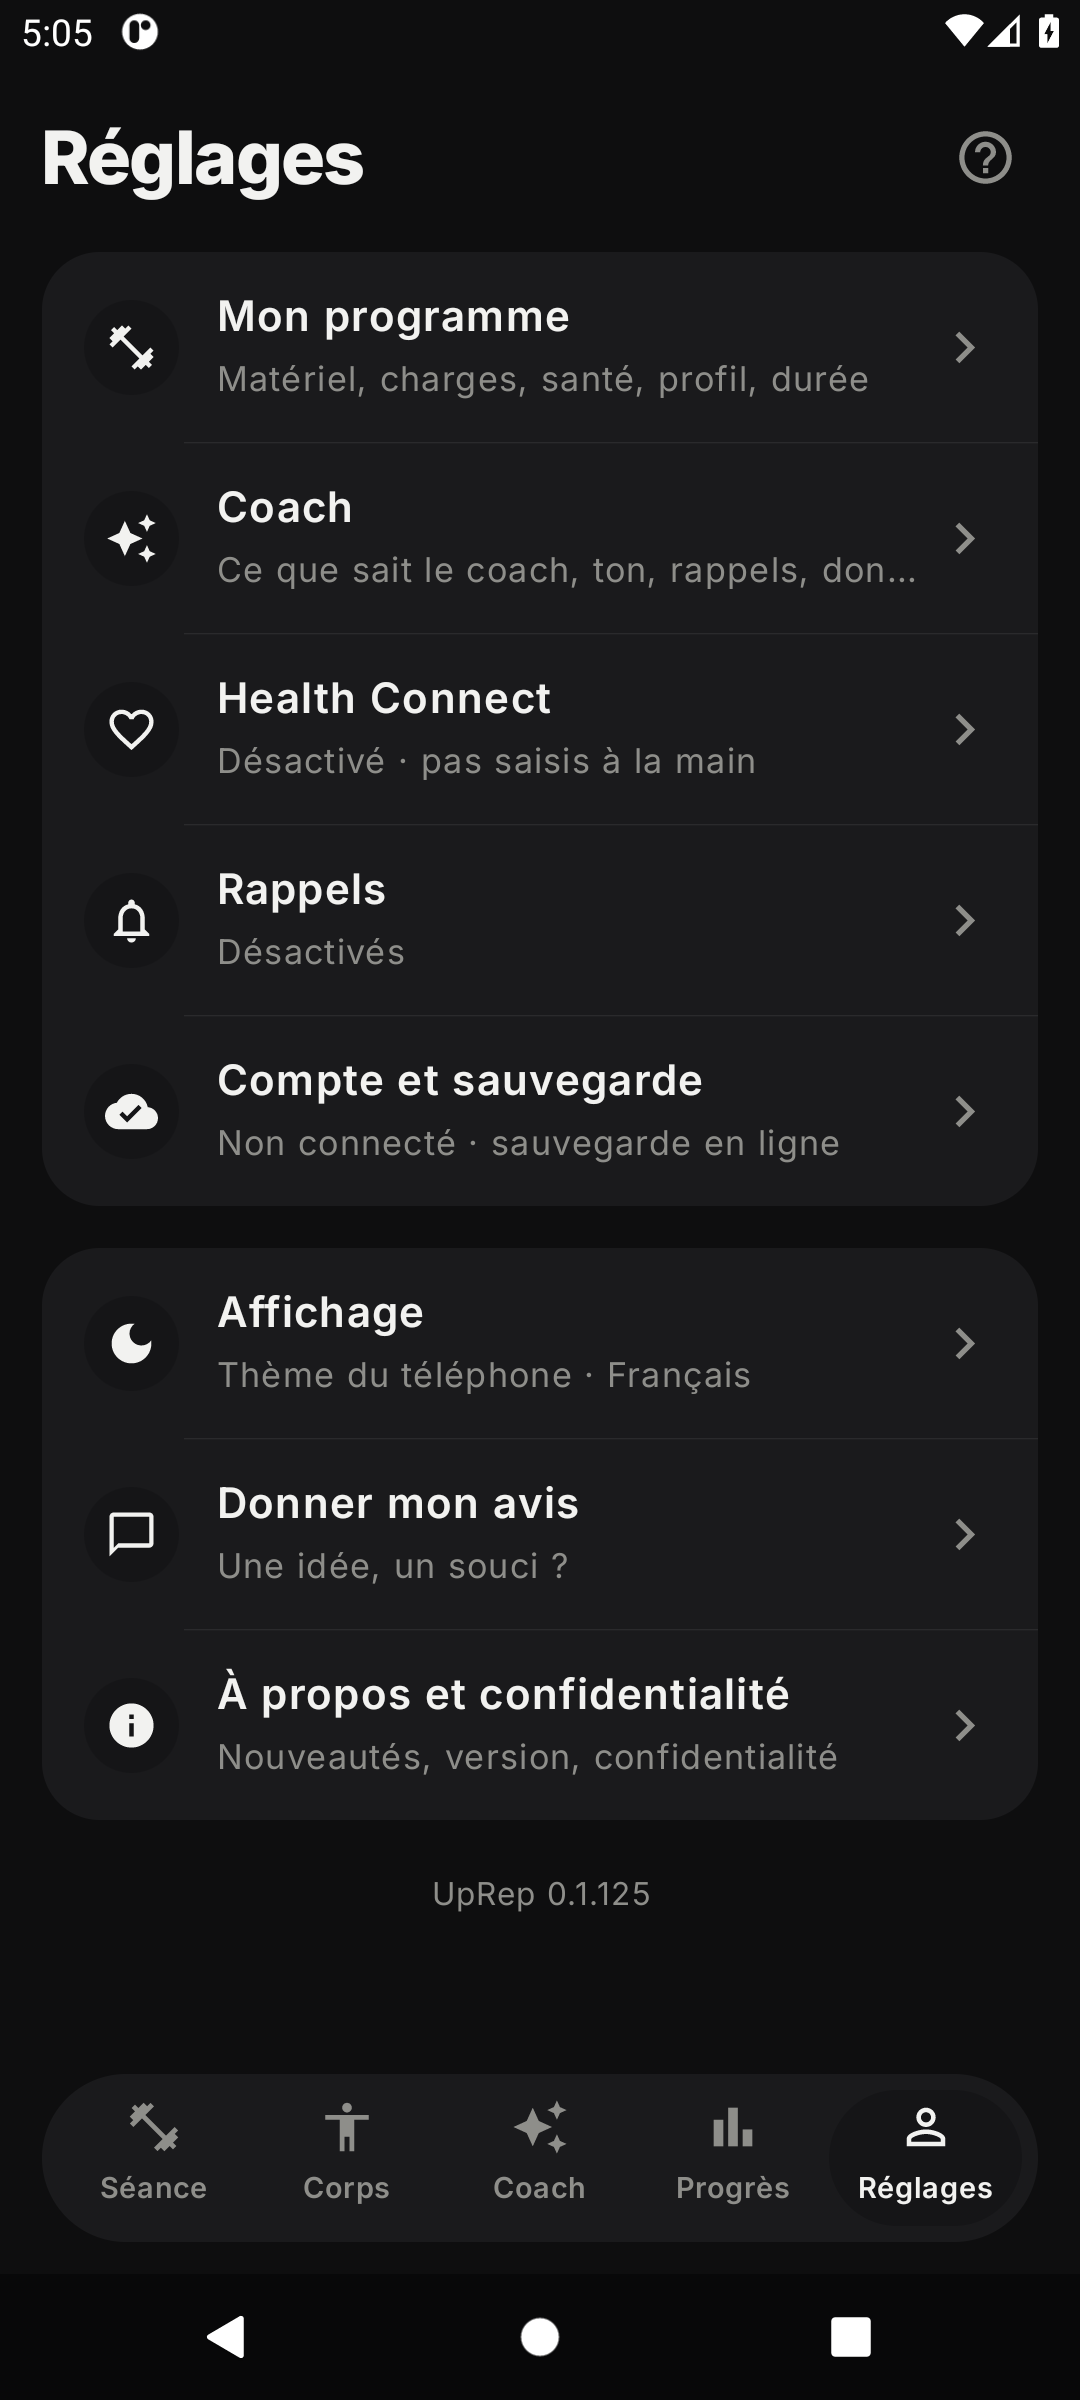 5:05
Réglages
Mon programme
Matériel, charges, santé, profil, durée
Coach
Ce que sait le coach, ton, rappels, don...
Health Connect
Désactivé · pas saisis à la main
Rappels
Désactivés
Compte et sauvegarde
Non connecté · sauvegarde en ligne
Affichage
Thème du téléphone · Français
Donner mon avis
Une idée, un souci ?
À propos et confidentialité
Nouveautés, version, confidentialité
UpRep 0.1.125
Séance Corps Coach Progrès Réglages